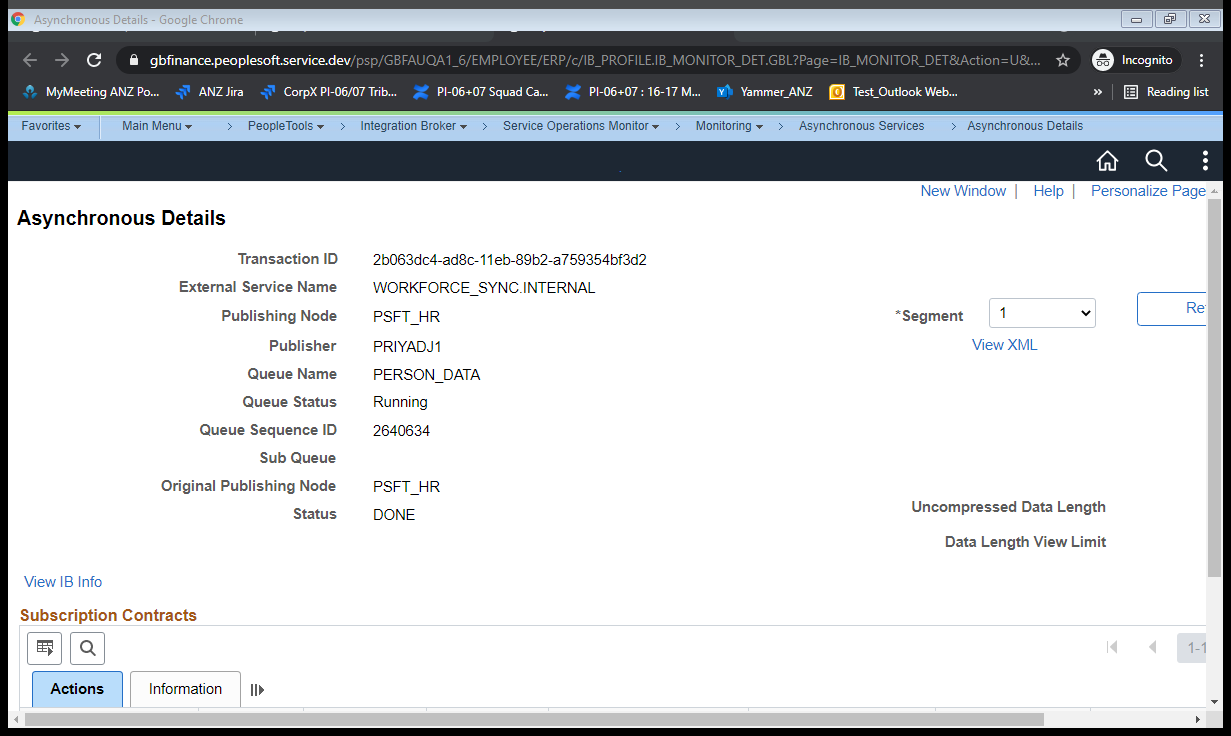 Asynchronous Details - Google Chrome
gbfinance.peoplesoft.service.dev/psp/GBFAUQA1_6/EMPLOYEE/ERP/c/IB_PROFILE.IB_MONITOR_DET.GBL?Page=IB_MONITOR_DET&Action=U&... Incognito
MyMeeting ANZ Po... ANZ Jira CorpX PI-06/07 Trib... PI-06+07 Squad Ca... PI-06+07 : 16-17 M... Yammer_ANZ Test_Outlook Web... » Reading list
Favorites Main Menu > PeopleTools > Integration Broker > Service Operations Monitor > Monitoring > Asynchronous Services > Asynchronous Details
New Window | Help | Personalize Page
Asynchronous Details
Transaction ID 2b063dc4-ad8c-11eb-89b2-a759354bf3d2
External Service Name WORKFORCE_SYNC.INTERNAL
Publishing Node PSFT_HR *Segment 1 Re
Publisher PRIYADJ1 View XML
Queue Name PERSON_DATA
Queue Status Running
Queue Sequence ID 2640634
Sub Queue
Original Publishing Node PSFT_HR
Status DONE Uncompressed Data Length
Data Length View Limit
View IB Info
Subscription Contracts
1-1
Actions Information